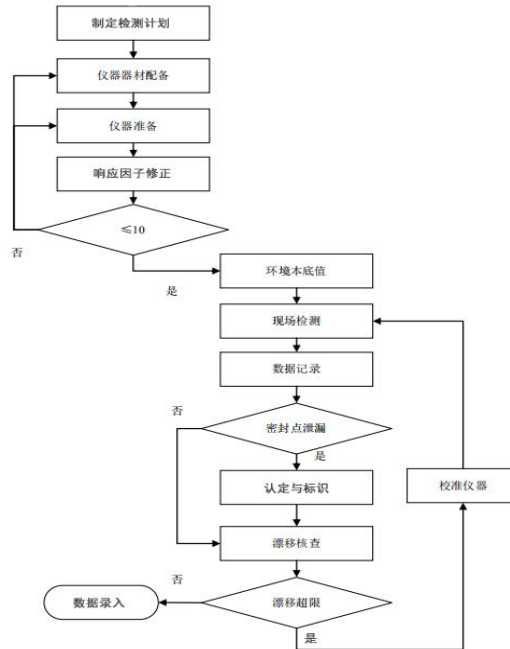 制定检测计划
仪器器材配备
仪器准备
响应因子修正
≤10
否
是
环境本底值
现场检测
数据记录
否
密封点泄漏
是
认定与标识
校准仪器
漂移核查
否
数据录入
漂移超限
是